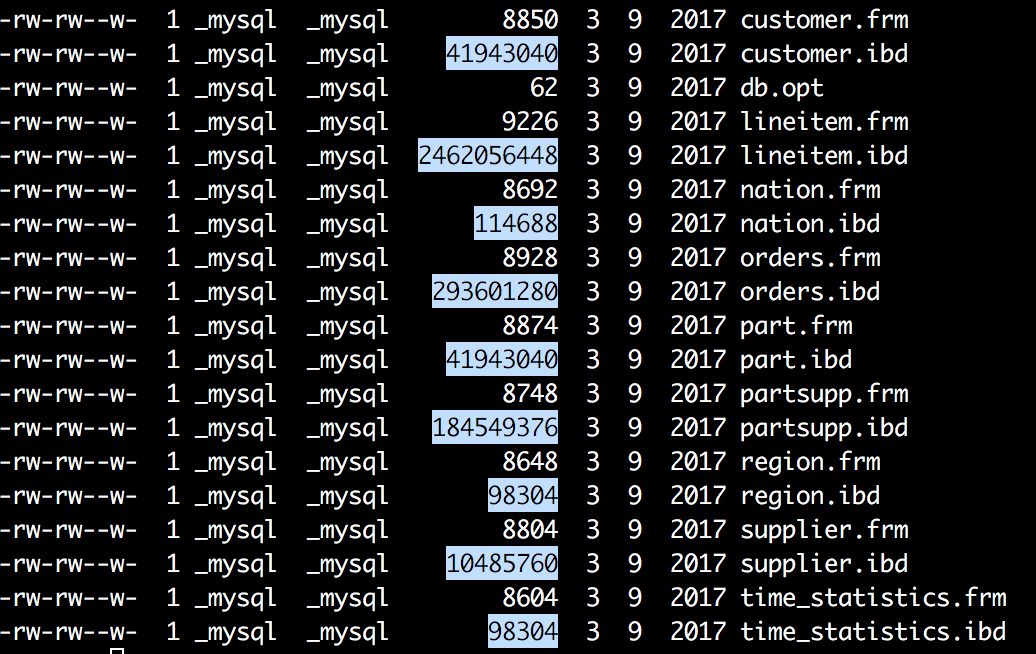 -rw-rw--w-  1 _mysql  _mysql        8850  3  9  2017 customer.frm
-rw-rw--w-  1 _mysql  _mysql    41943040  3  9  2017 customer.ibd
-rw-rw--w-  1 _mysql  _mysql          62  3  9  2017 db.opt
-rw-rw--w-  1 _mysql  _mysql        9226  3  9  2017 lineitem.frm
-rw-rw--w-  1 _mysql  _mysql  2462056448  3  9  2017 lineitem.ibd
-rw-rw--w-  1 _mysql  _mysql        8692  3  9  2017 nation.frm
-rw-rw--w-  1 _mysql  _mysql      114688  3  9  2017 nation.ibd
-rw-rw--w-  1 _mysql  _mysql        8928  3  9  2017 orders.frm
-rw-rw--w-  1 _mysql  _mysql   293601280  3  9  2017 orders.ibd
-rw-rw--w-  1 _mysql  _mysql        8874  3  9  2017 part.frm
-rw-rw--w-  1 _mysql  _mysql    41943040  3  9  2017 part.ibd
-rw-rw--w-  1 _mysql  _mysql        8748  3  9  2017 partsupp.frm
-rw-rw--w-  1 _mysql  _mysql   184549376  3  9  2017 partsupp.ibd
-rw-rw--w-  1 _mysql  _mysql        8648  3  9  2017 region.frm
-rw-rw--w-  1 _mysql  _mysql       98304  3  9  2017 region.ibd
-rw-rw--w-  1 _mysql  _mysql        8804  3  9  2017 supplier.frm
-rw-rw--w-  1 _mysql  _mysql    10485760  3  9  2017 supplier.ibd
-rw-rw--w-  1 _mysql  _mysql        8604  3  9  2017 time_statistics.frm
-rw-rw--w-  1 _mysql  _mysql       98304  3  9  2017 time_statistics.ibd